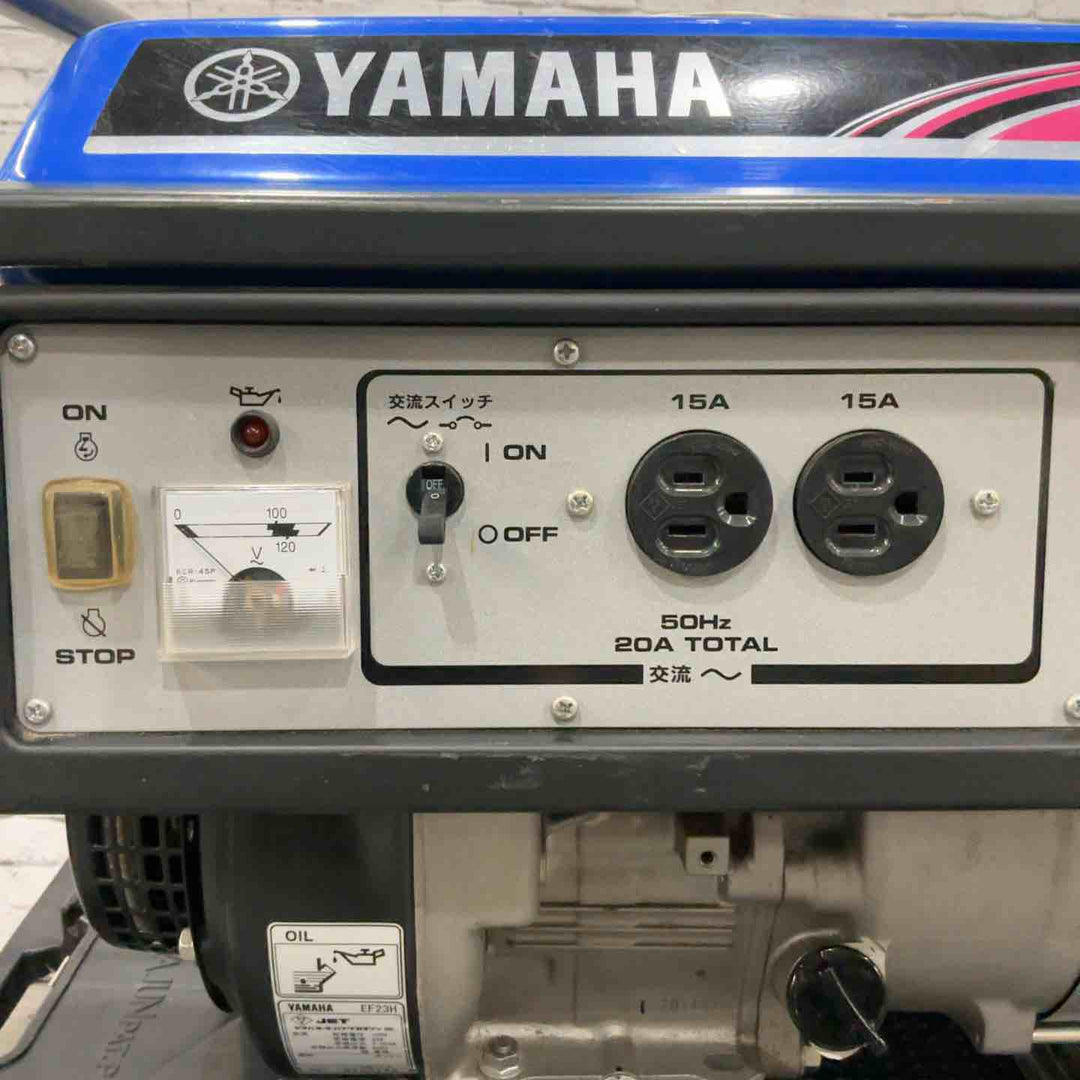 YAMAHA
ON
交流スイッチ
15A
15A
ON
OFF
OFF
0
100
120
V
STOP
50Hz
20A TOTAL
交流
OIL
YAMAHA EF23H
JET